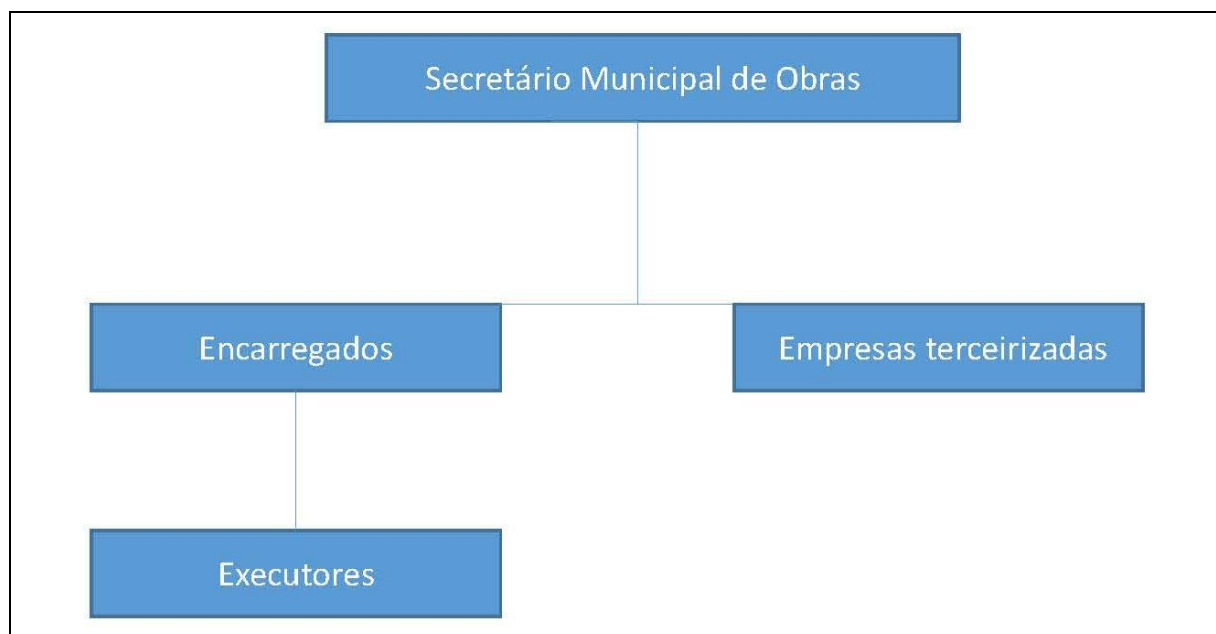 Secretário Municipal de Obras
Encarregados
Empresas terceirizadas
Executores